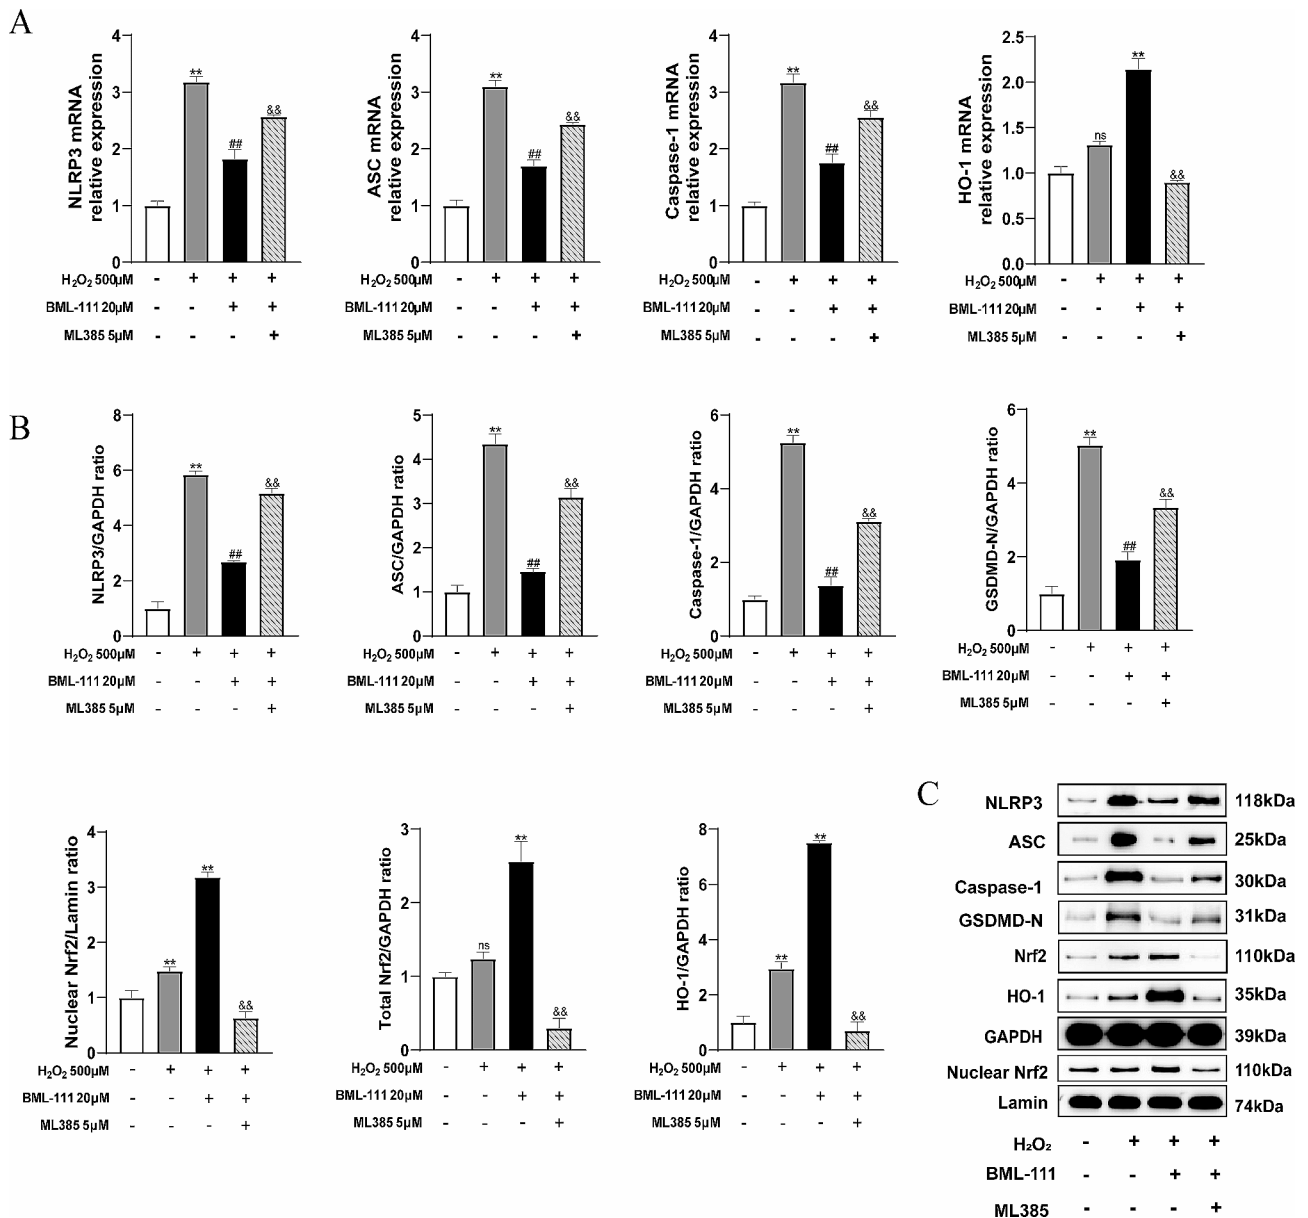 A
NLRP3 mRNA
relative expression
4
3
2
1
0
**
##
&&
H₂O₂ 500μM - + + +
BML-111 20μM - - + +
ML385 5μM - - - +
ASC mRNA
relative expression
4
3
2
1
0
**
##
&&
H₂O₂ 500μM - + + +
BML-111 20μM - - + +
ML385 5μM - - - +
Caspase-1 mRNA
relative expression
4
3
2
1
0
**
##
&&
H₂O₂ 500μM - + + +
BML-111 20μM - - + +
ML385 5μM - - - +
HO-1 mRNA
relative expression
2.5
2.0
1.5
1.0
0.5
0.0
ns
**
&&
H₂O₂ 500μM - + + +
BML-111 20μM - - + +
ML385 5μM - - - +
B
NLRP3/GAPDH ratio
8
6
4
2
0
**
##
&&
H₂O₂ 500μM - + + +
BML-111 20μM - - + +
ML385 5μM - - - +
ASC/GAPDH ratio
5
4
3
2
1
0
**
##
&&
H₂O₂ 500μM - + + +
BML-111 20μM - - + +
ML385 5μM - - - +
Caspase-1/GAPDH ratio
6
4
2
0
**
##
&&
H₂O₂ 500μM - + + +
BML-111 20μM - - + +
ML385 5μM - - - +
GSDMD-N/GAPDH ratio
6
4
2
0
**
##
&&
H₂O₂ 500μM - + + +
BML-111 20μM - - + +
ML385 5μM - - - +
Nuclear Nrf2/Lamin ratio
4
3
2
1
0
**
**
&&
H₂O₂ 500μM - + + +
BML-111 20μM - - + +
ML385 5μM - - - +
Total Nrf2/GAPDH ratio
3
2
1
0
ns
**
&&
H₂O₂ 500μM - + + +
BML-111 20μM - - + +
ML385 5μM - - - +
HO-1/GAPDH ratio
8
6
4
2
0
**
**
&&
H₂O₂ 500μM - + + +
BML-111 20μM - - + +
ML385 5μM - - - +
C
NLRP3 118kDa
ASC 25kDa
Caspase-1 30kDa
GSDMD-N 31kDa
Nrf2 110kDa
HO-1 35kDa
GAPDH 39kDa
Nuclear Nrf2 110kDa
Lamin 74kDa
H₂O₂ - + + +
BML-111 - - + +
ML385 - - - +